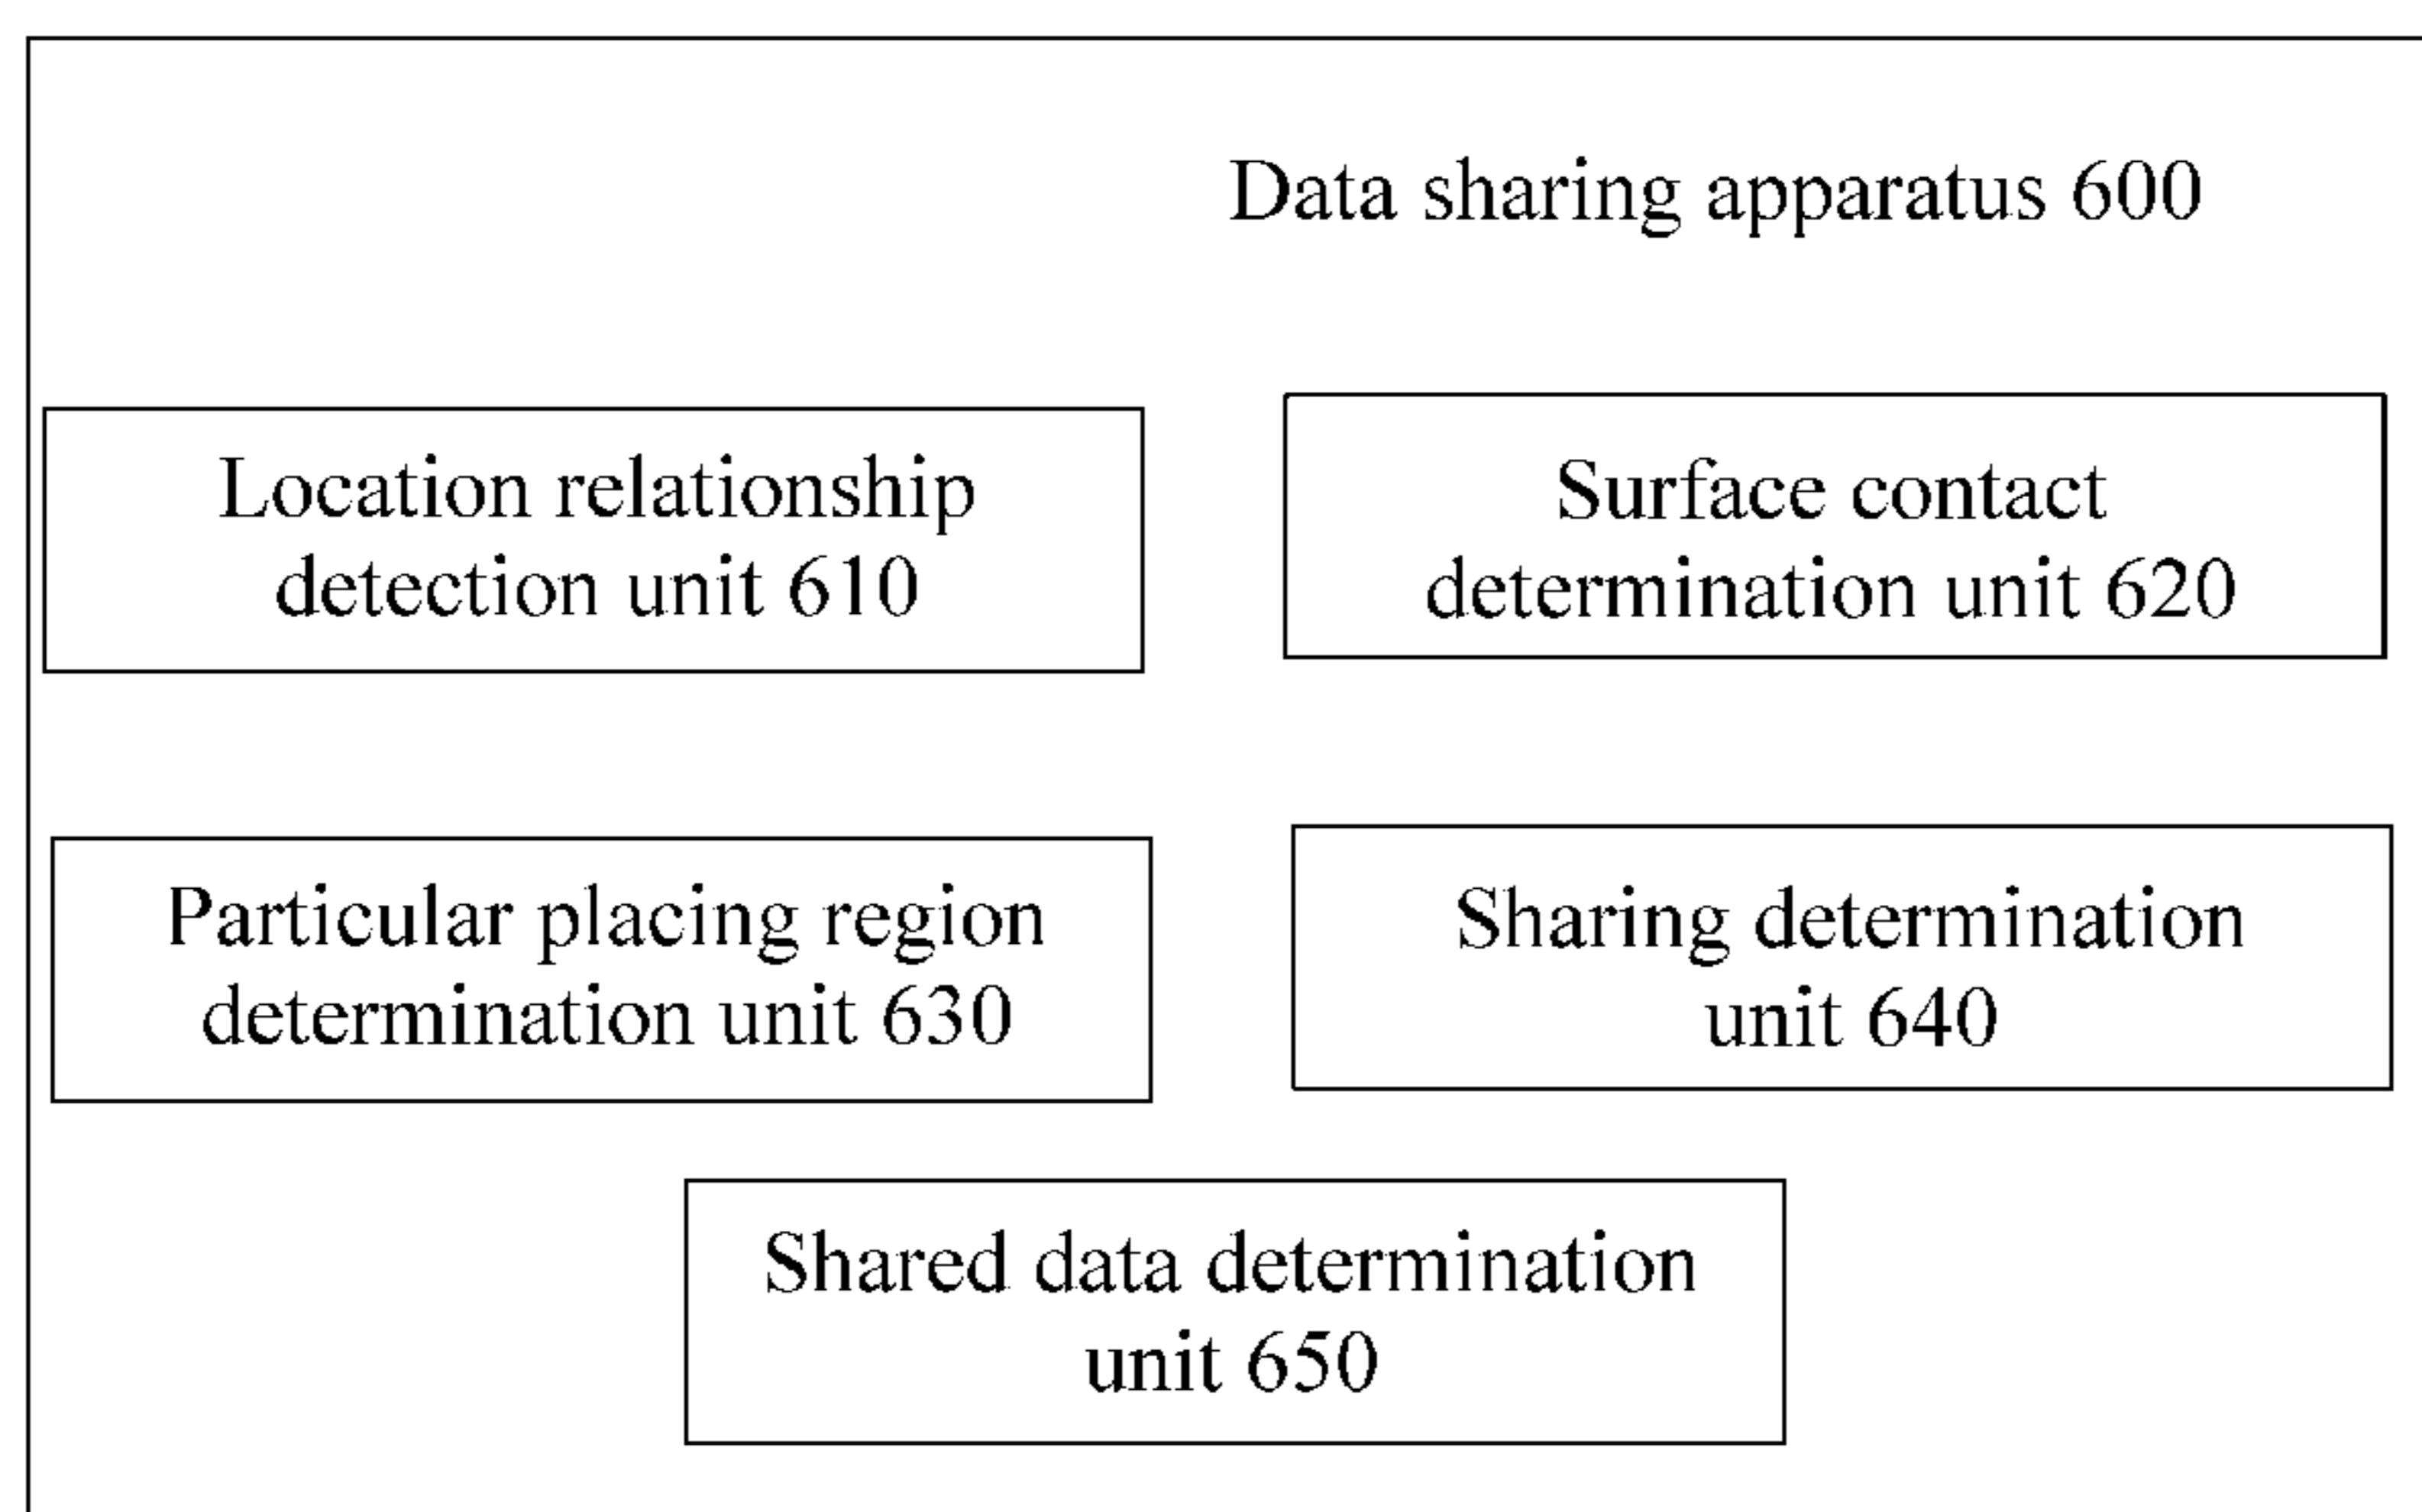 Data sharing apparatus 600
Location relationship
detection unit 610
Surface contact
determination unit 620
Particular placing region
determination unit 630
Sharing determination
unit 640
Shared data determination
unit 650